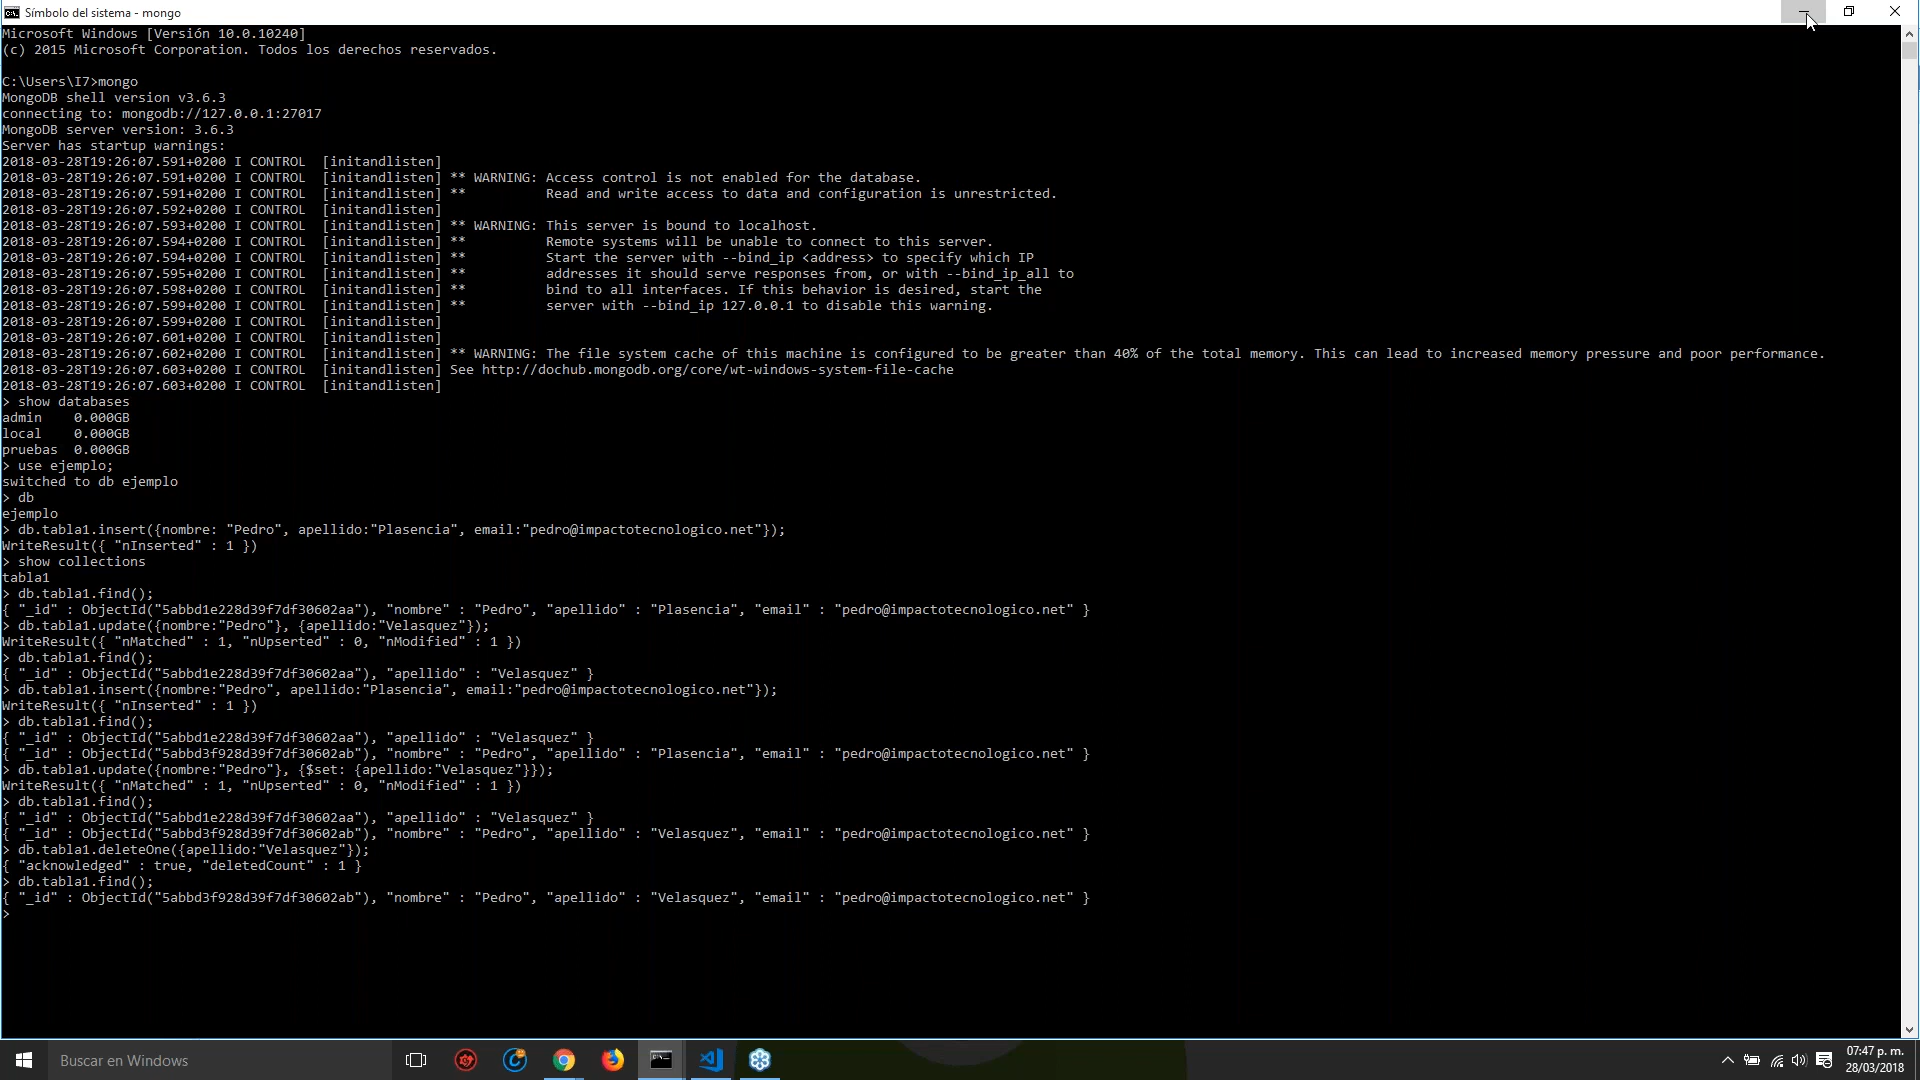 Símbolo del sistema - mongo
Microsoft Windows [Versión 10.0.10240]
(c) 2015 Microsoft Corporation. Todos los derechos reservados.
C:\Users\I7>mongo
MongoDB shell version v3.6.3
connecting to: mongodb://127.0.0.1:27017
MongoDB server version: 3.6.3
Server has startup warnings:
2018-03-28T19:26:07.591+0200 I CONTROL  [initandlisten]
2018-03-28T19:26:07.591+0200 I CONTROL  [initandlisten] ** WARNING: Access control is not enabled for the database.
2018-03-28T19:26:07.591+0200 I CONTROL  [initandlisten] **          Read and write access to data and configuration is unrestricted.
2018-03-28T19:26:07.592+0200 I CONTROL  [initandlisten]
2018-03-28T19:26:07.593+0200 I CONTROL  [initandlisten] ** WARNING: This server is bound to localhost.
2018-03-28T19:26:07.594+0200 I CONTROL  [initandlisten] **          Remote systems will be unable to connect to this server.
2018-03-28T19:26:07.594+0200 I CONTROL  [initandlisten] **          Start the server with --bind_ip <address> to specify which IP
2018-03-28T19:26:07.595+0200 I CONTROL  [initandlisten] **          addresses it should serve responses from, or with --bind_ip_all to
2018-03-28T19:26:07.598+0200 I CONTROL  [initandlisten] **          bind to all interfaces. If this behavior is desired, start the
2018-03-28T19:26:07.599+0200 I CONTROL  [initandlisten] **          server with --bind_ip 127.0.0.1 to disable this warning.
2018-03-28T19:26:07.599+0200 I CONTROL  [initandlisten]
2018-03-28T19:26:07.601+0200 I CONTROL  [initandlisten]
2018-03-28T19:26:07.602+0200 I CONTROL  [initandlisten] ** WARNING: The file system cache of this machine is configured to be greater than 40% of the total memory. This can lead to increased memory pressure and poor performance.
2018-03-28T19:26:07.603+0200 I CONTROL  [initandlisten] See http://dochub.mongodb.org/core/wt-windows-system-file-cache
2018-03-28T19:26:07.603+0200 I CONTROL  [initandlisten]
> show databases
admin    0.000GB
local    0.000GB
pruebas  0.000GB
> use ejemplo;
switched to db ejemplo
> db
ejemplo
> db.tabla1.insert({nombre: "Pedro", apellido:"Plasencia", email:"pedro@impactotecnologico.net"});
WriteResult({ "nInserted" : 1 })
> show collections
tabla1
> db.tabla1.find();
{ "_id" : ObjectId("5abbd1e228d39f7df30602aa"), "nombre" : "Pedro", "apellido" : "Plasencia", "email" : "pedro@impactotecnologico.net" }
> db.tabla1.update({nombre:"Pedro"}, {apellido:"Velasquez"});
WriteResult({ "nMatched" : 1, "nUpserted" : 0, "nModified" : 1 })
> db.tabla1.find();
{ "_id" : ObjectId("5abbd1e228d39f7df30602aa"), "apellido" : "Velasquez" }
> db.tabla1.insert({nombre:"Pedro", apellido:"Plasencia", email:"pedro@impactotecnologico.net"});
WriteResult({ "nInserted" : 1 })
> db.tabla1.find();
{ "_id" : ObjectId("5abbd1e228d39f7df30602aa"), "apellido" : "Velasquez" }
{ "_id" : ObjectId("5abbd3f928d39f7df30602ab"), "nombre" : "Pedro", "apellido" : "Plasencia", "email" : "pedro@impactotecnologico.net" }
> db.tabla1.update({nombre:"Pedro"}, {$set: {apellido:"Velasquez"}});
WriteResult({ "nMatched" : 1, "nUpserted" : 0, "nModified" : 1 })
> db.tabla1.find();
{ "_id" : ObjectId("5abbd1e228d39f7df30602aa"), "apellido" : "Velasquez" }
{ "_id" : ObjectId("5abbd3f928d39f7df30602ab"), "nombre" : "Pedro", "apellido" : "Velasquez", "email" : "pedro@impactotecnologico.net" }
> db.tabla1.deleteOne({apellido:"Velasquez"});
{ "acknowledged" : true, "deletedCount" : 1 }
> db.tabla1.find();
{ "_id" : ObjectId("5abbd3f928d39f7df30602ab"), "nombre" : "Pedro", "apellido" : "Velasquez", "email" : "pedro@impactotecnologico.net" }
>
Buscar en Windows
07:47 p. m.
28/03/2018